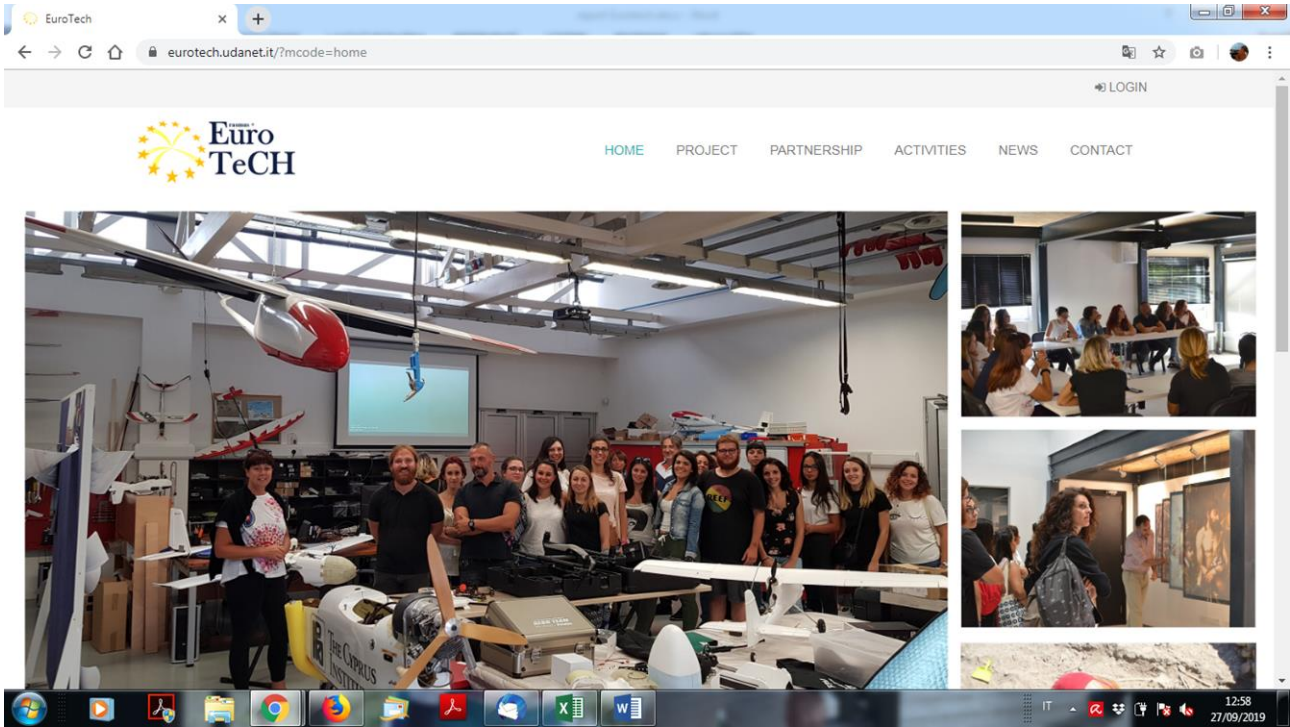 EuroTech
eurotech.udanet.it/?mcode=home
LOGIN
Euro
TeCH
HOME PROJECT PARTNERSHIP ACTIVITIES NEWS CONTACT
REEF
THE CYPRUS
INSTITUTE
IT
12:58
27/09/2019